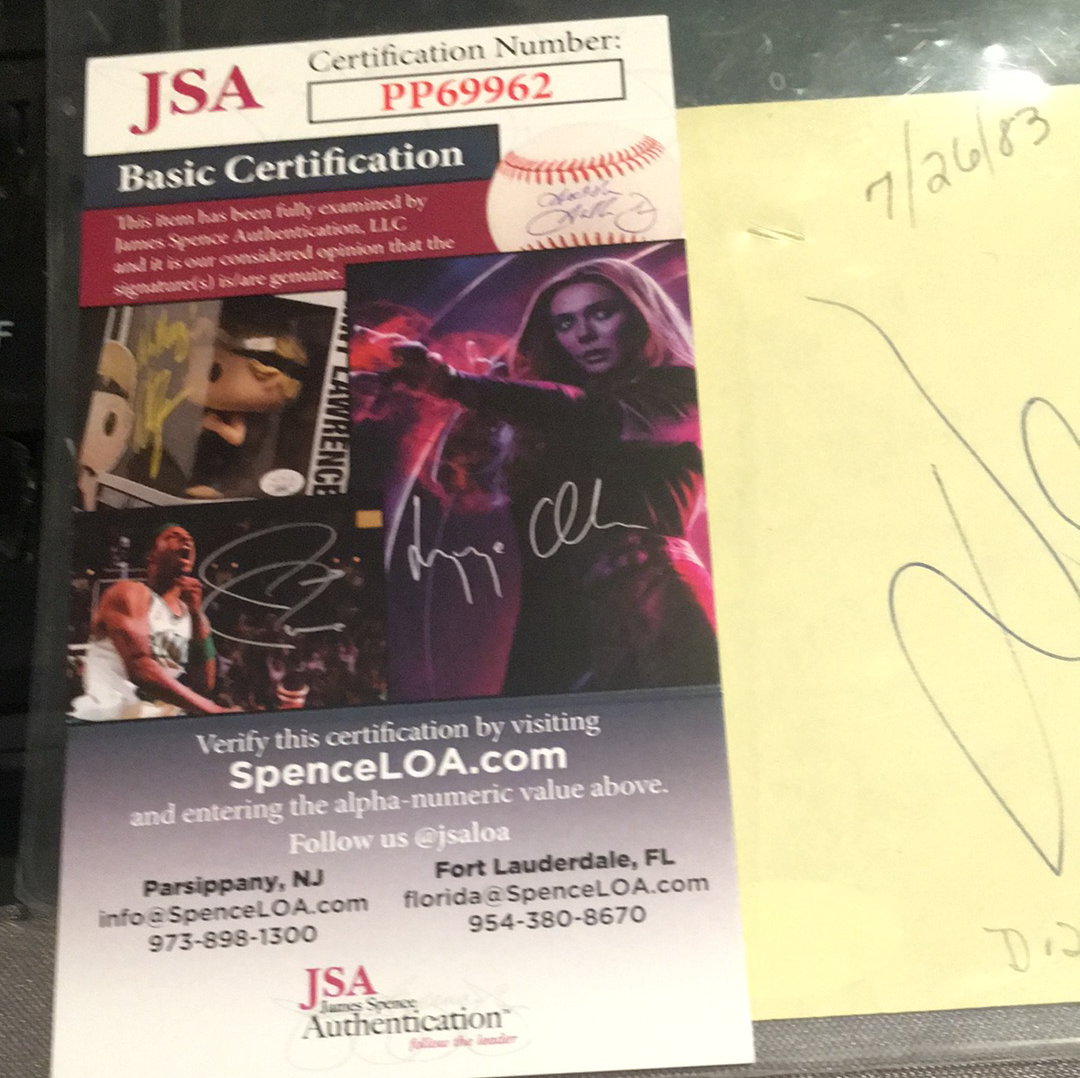 JSA
Certification Number:
PP69962
Basic Certification
This item has been fully examined by
James Spence Authentication, LLC
and it is our considered opinion that the
signature(s) is/are genuine.
LAWRENCE
Verify this certification by visiting
SpenceLOA.com
and entering the alpha-numeric value above.
Follow us @jsaloa
Parsippany, NJ
info@SpenceLOA.com
973-898-1300
Fort Lauderdale, FL
florida@SpenceLOA.com
954-380-8670
JSA
James Spence
Authentication™
follow the leader
7/26/83